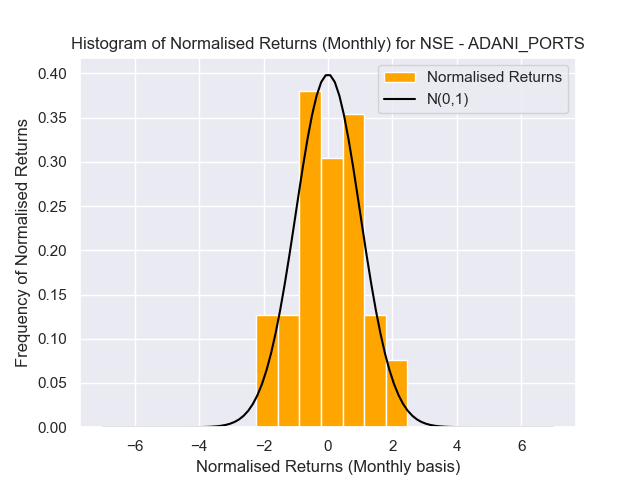 Histogram of Normalised Returns (Monthly) for NSE - ADANI_PORTS
Normalised Returns
N(0,1)
Frequency of Normalised Returns
0.40
0.35
0.30
0.25
0.20
0.15
0.10
0.05
0.00
−6 −4 −2 0 2 4 6
Normalised Returns (Monthly basis)